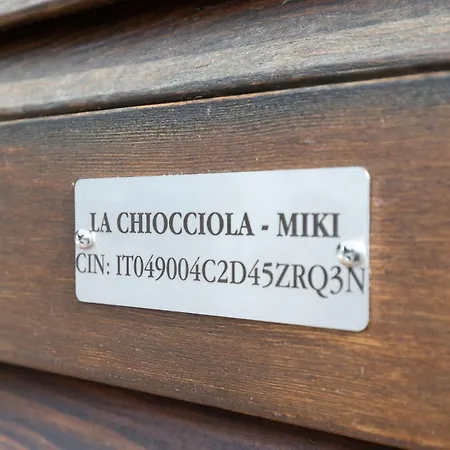 LA CHIOCCIOLA - MIKI
CIN: IT049004C2D45ZRQ3N